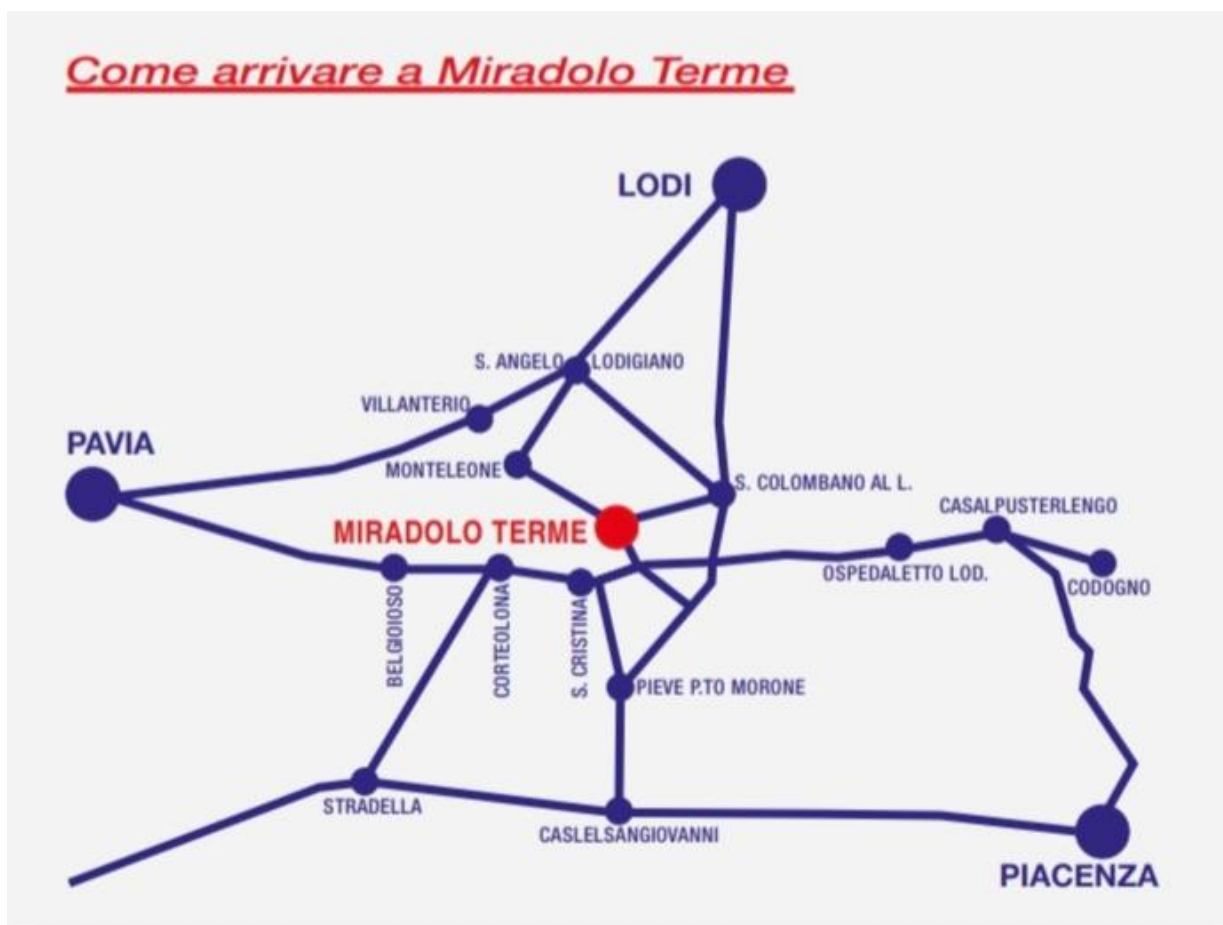 Come arrivare a Miradolo Terme
LODI
S. ANGELO LODIGIANO
VILLANTERIO
PAVIA
MONTELEONE
S. COLOMBANO AL L.
CASALPUSTERLENGO
MIRADOLO TERME
OSPEDALETTO LOD.
CODOGNO
BELGIOIOSO
CORTEOLONA
S. CRISTINA
PIEVE P.TO MORONE
STRADELLA
CASLELSANGIOVANNI
PIACENZA